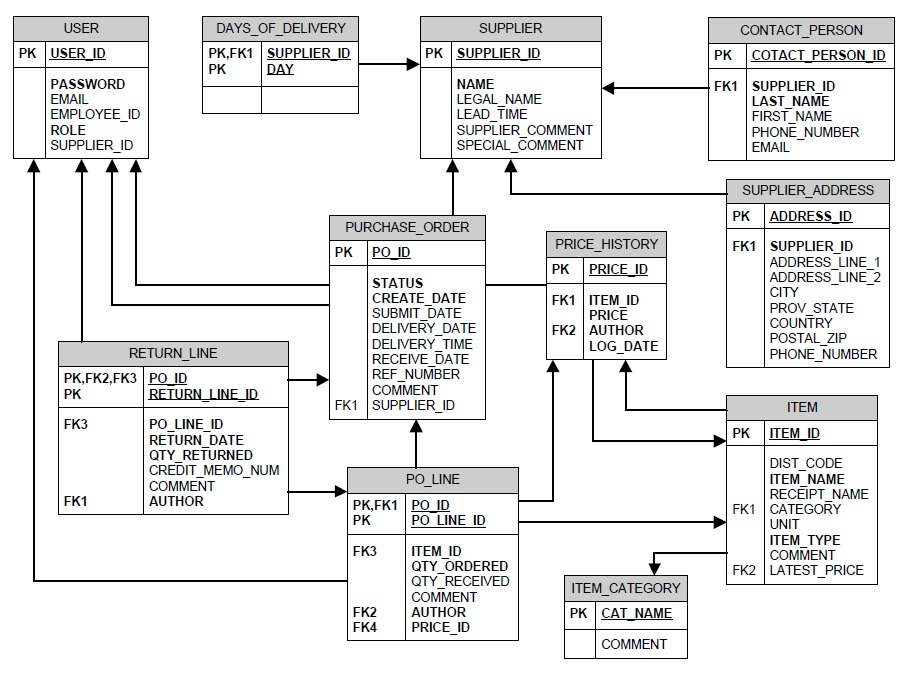 USER
PK USER_ID
PASSWORD
EMAIL
EMPLOYEE_ID
ROLE
SUPPLIER_ID
DAYS_OF_DELIVERY
PK,FK1 SUPPLIER_ID
PK DAY
SUPPLIER
PK SUPPLIER_ID
NAME
LEGAL_NAME
LEAD_TIME
SUPPLIER_COMMENT
SPECIAL_COMMENT
CONTACT_PERSON
PK COTACT_PERSON_ID
FK1 SUPPLIER_ID
LAST_NAME
FIRST_NAME
PHONE_NUMBER
EMAIL
SUPPLIER_ADDRESS
PK ADDRESS_ID
FK1 SUPPLIER_ID
ADDRESS_LINE_1
ADDRESS_LINE_2
CITY
PROV_STATE
COUNTRY
POSTAL_ZIP
PHONE_NUMBER
PURCHASE_ORDER
PK PO_ID
STATUS
CREATE_DATE
SUBMIT_DATE
DELIVERY_DATE
DELIVERY_TIME
RECEIVE_DATE
REF_NUMBER
COMMENT
FK1 SUPPLIER_ID
PRICE_HISTORY
PK PRICE_ID
FK1 ITEM_ID
PRICE
FK2 AUTHOR
LOG_DATE
RETURN_LINE
PK,FK2,FK3 PO_ID
PK RETURN_LINE_ID
FK3 PO_LINE_ID
RETURN_DATE
QTY_RETURNED
CREDIT_MEMO_NUM
COMMENT
FK1 AUTHOR
ITEM
PK ITEM_ID
DIST_CODE
ITEM_NAME
RECEIPT_NAME
FK1 CATEGORY
UNIT
ITEM_TYPE
COMMENT
FK2 LATEST_PRICE
PO_LINE
PK,FK1 PO_ID
PK PO_LINE_ID
FK3 ITEM_ID
QTY_ORDERED
QTY_RECEIVED
COMMENT
FK2 AUTHOR
FK4 PRICE_ID
ITEM_CATEGORY
PK CAT_NAME
COMMENT